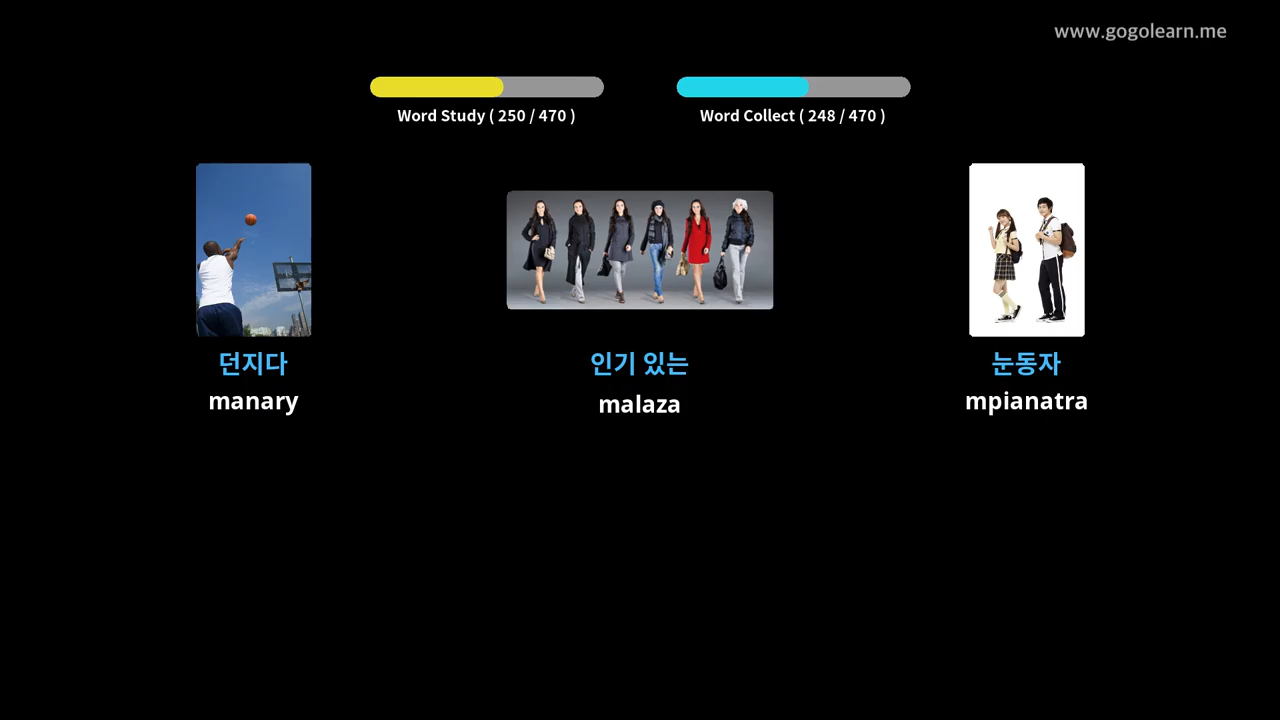 www.gogolearn.me
Word Study ( 250 / 470 )
Word Collect ( 248 / 470 )
던지다
인기 있는
눈동자
manary
malaza
mpianatra